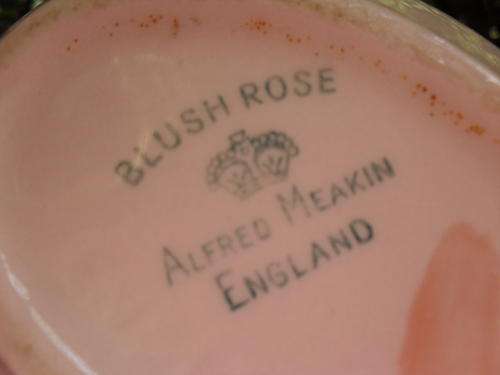 BLUSH ROSE
ALFRED MEAKIN
ENGLAND